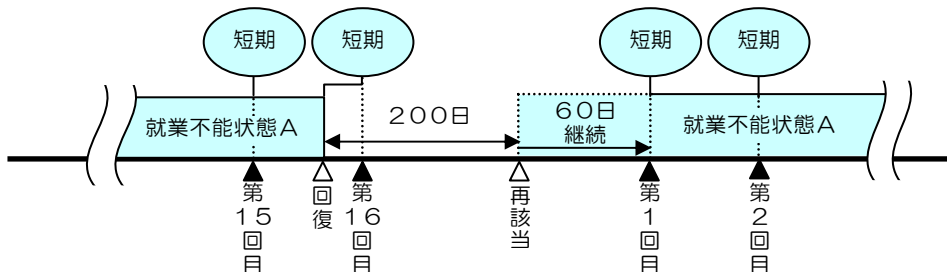 短期
短期
短期
短期
就業不能状態A
200日
60日
継続
就業不能状態A
第15回目
回復
第16回目
再該当
第1回目
第2回目